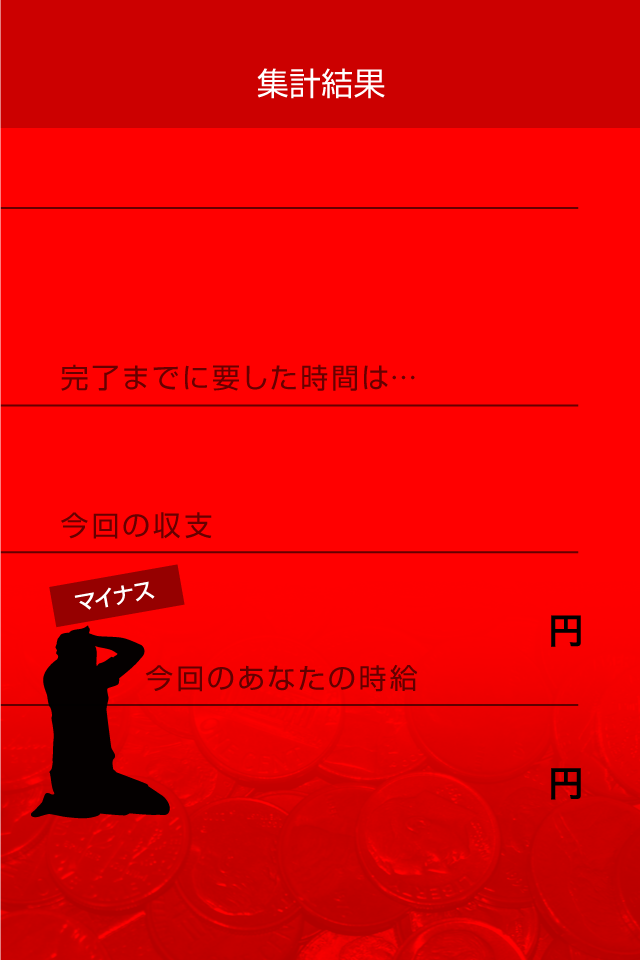 集計結果
完了までに要した時間は…
今回の収支
マイナス
円
今回のあなたの時給
円